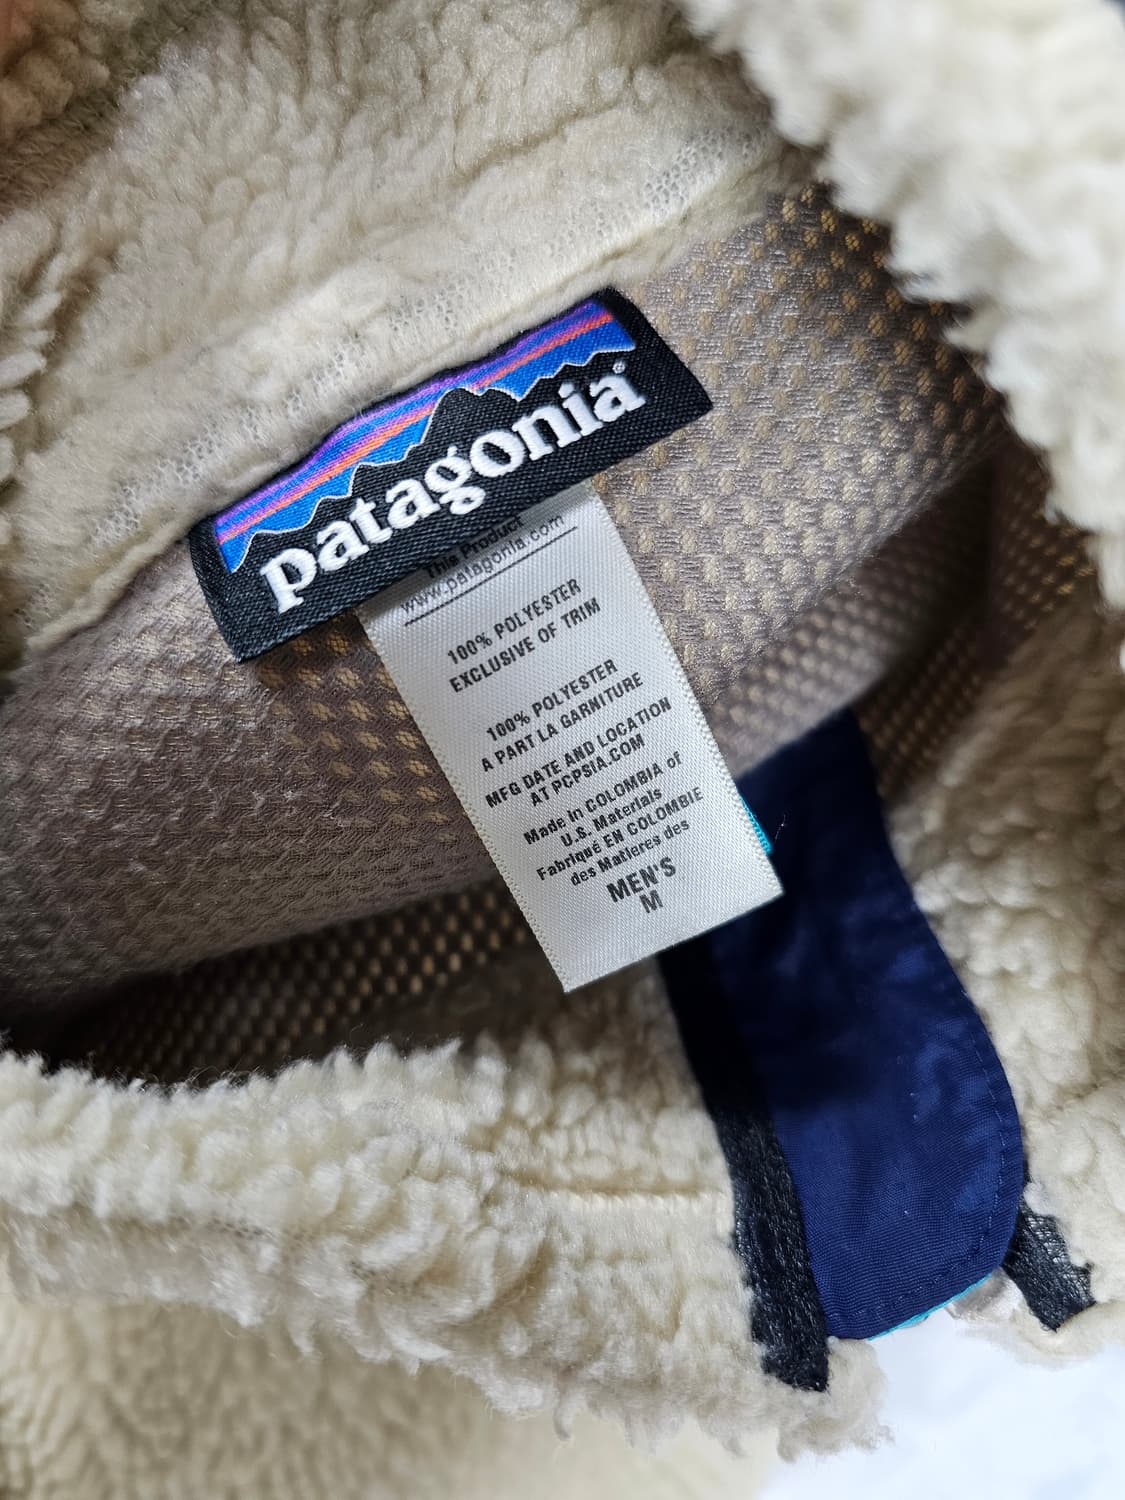 patagonia®
This Product
www.patagonia.com
100% POLYESTER
EXCLUSIVE OF TRIM
100% POLYESTER
A PART LA GARNITURE
MFG DATE AND LOCATION
AT PCPSIA.COM
Made in COLOMBIA of
U.S. Materials
Fabriqué EN COLOMBIE
des Matieres des
MEN'S
M